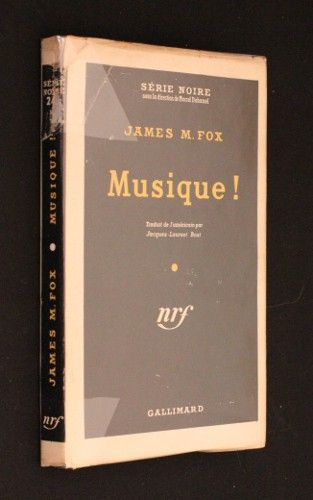 SÉRIE NOIRE
sous la direction de Marcel Duhamel
JAMES M. FOX
Musique !
Traduit de l'américain par
Jacques-Laurent Bost
nrf
GALLIMARD
SÉRIE
NOIRE
MUSIQUE !
JAMES M. FOX
nrf